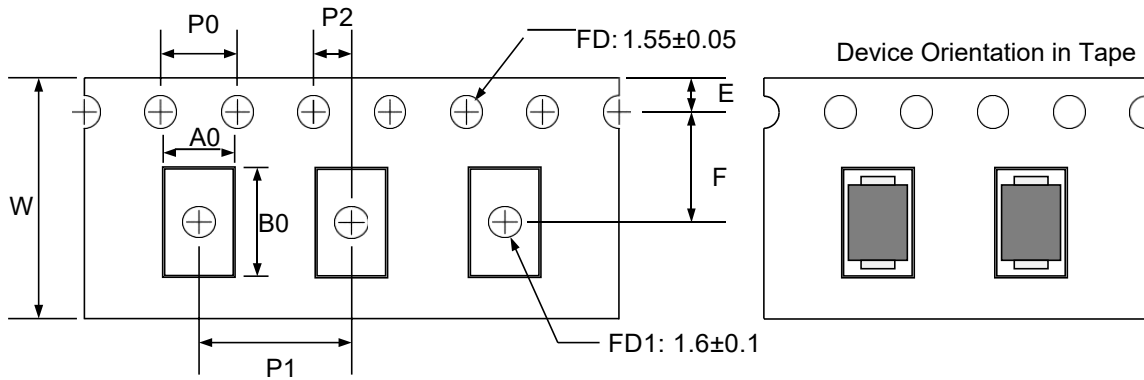 P0
P2
FD: 1.55±0.05
Device Orientation in Tape
E
A0
F
W
B0
FD1: 1.6±0.1
P1